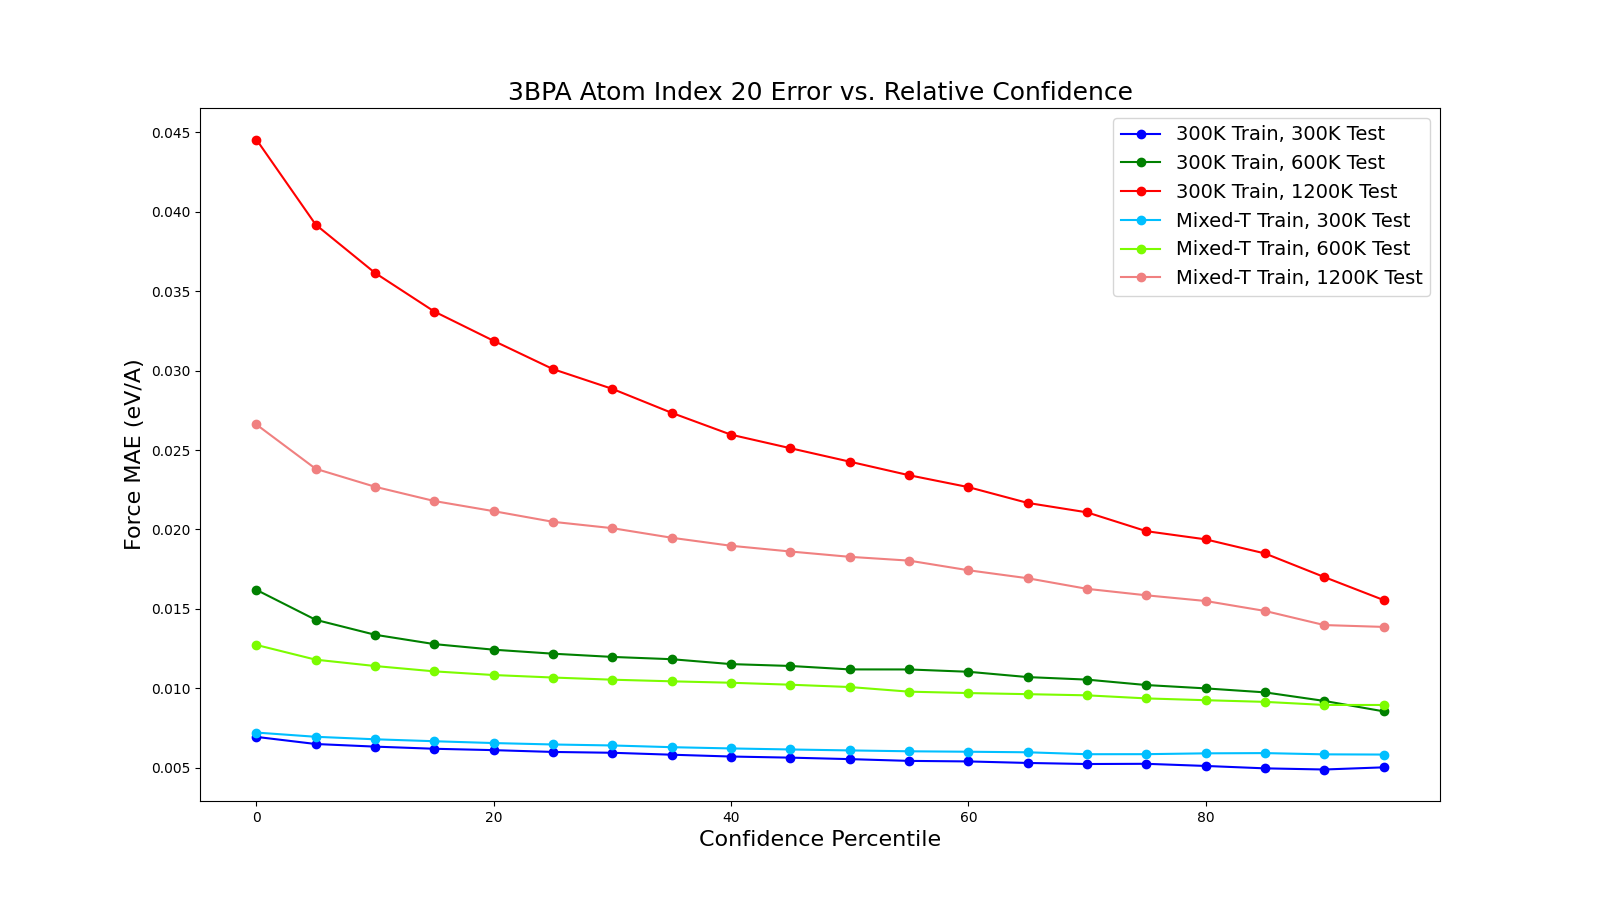 3BPA Atom Index 20 Error vs. Relative Confidence
300K Train, 300K Test
300K Train, 600K Test
300K Train, 1200K Test
Mixed-T Train, 300K Test
Mixed-T Train, 600K Test
Mixed-T Train, 1200K Test
Force MAE (eV/A)
0.045
0.040
0.035
0.030
0.025
0.020
0.015
0.010
0.005
0 20 40 60 80
Confidence Percentile